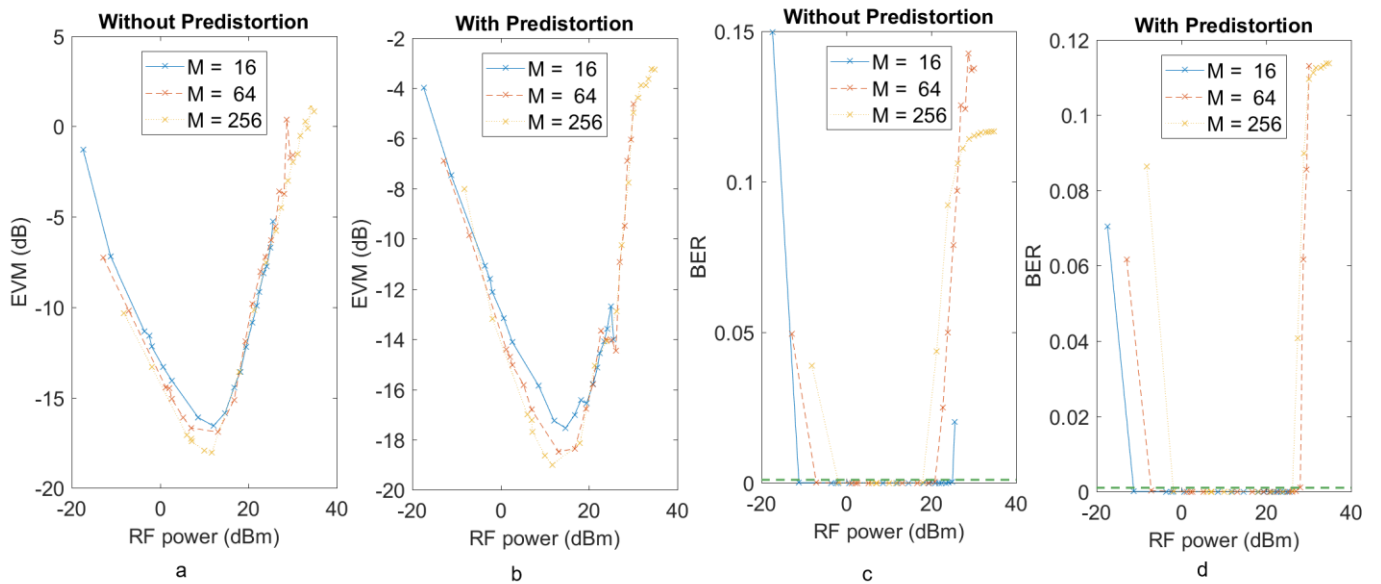 Without Predistortion
5
0
-5
-10
-15
-20
EVM (dB)
M = 16
M = 64
M = 256
-20
0
20
40
RF power (dBm)
a
With Predistortion
-2
-4
-6
-8
-10
-12
-14
-16
-18
-20
EVM (dB)
M = 16
M = 64
M = 256
-20
0
20
40
RF power (dBm)
b
Without Predistortion
0.15
0.1
0.05
0
BER
M = 16
M = 64
M = 256
-20
0
20
40
RF power (dBm)
c
With Predistortion
0.12
0.1
0.08
0.06
0.04
0.02
0
BER
M = 16
M = 64
M = 256
-20
0
20
40
RF power (dBm)
d